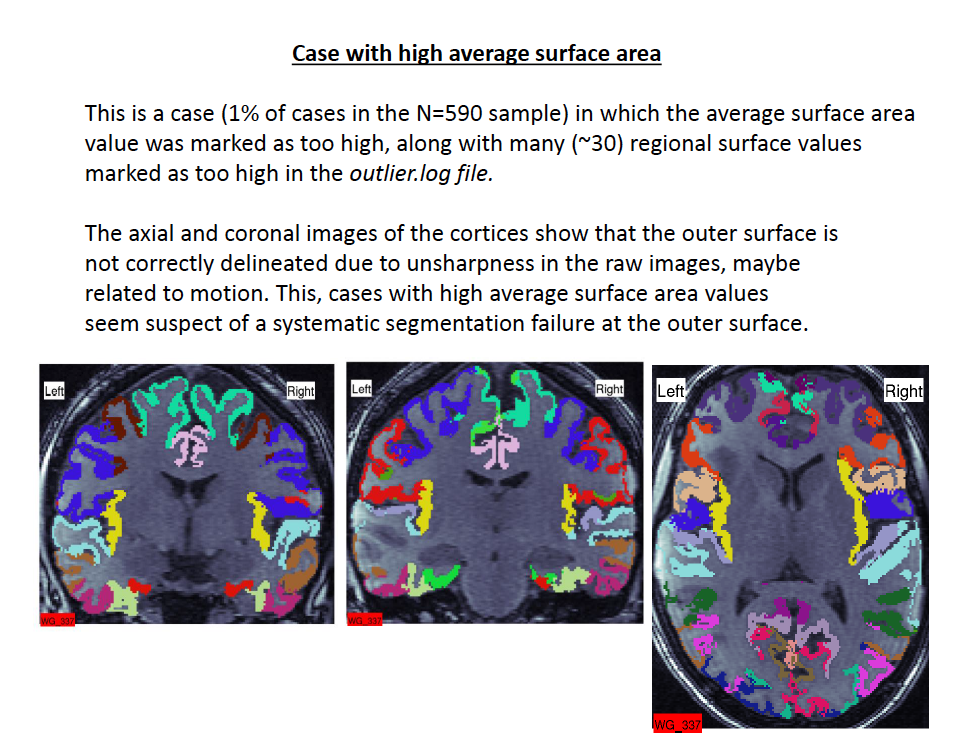 Case with high average surface area
This is a case (1% of cases in the N=590 sample) in which the average surface area
value was marked as too high, along with many (~30) regional surface values
marked as too high in the outlier.log file.
The axial and coronal images of the cortices show that the outer surface is
not correctly delineated due to unsharpness in the raw images, maybe
related to motion. This, cases with high average surface area values
seem suspect of a systematic segmentation failure at the outer surface.
Left Right
Left Right
Left Right
WG_337
WG_337
WG_337